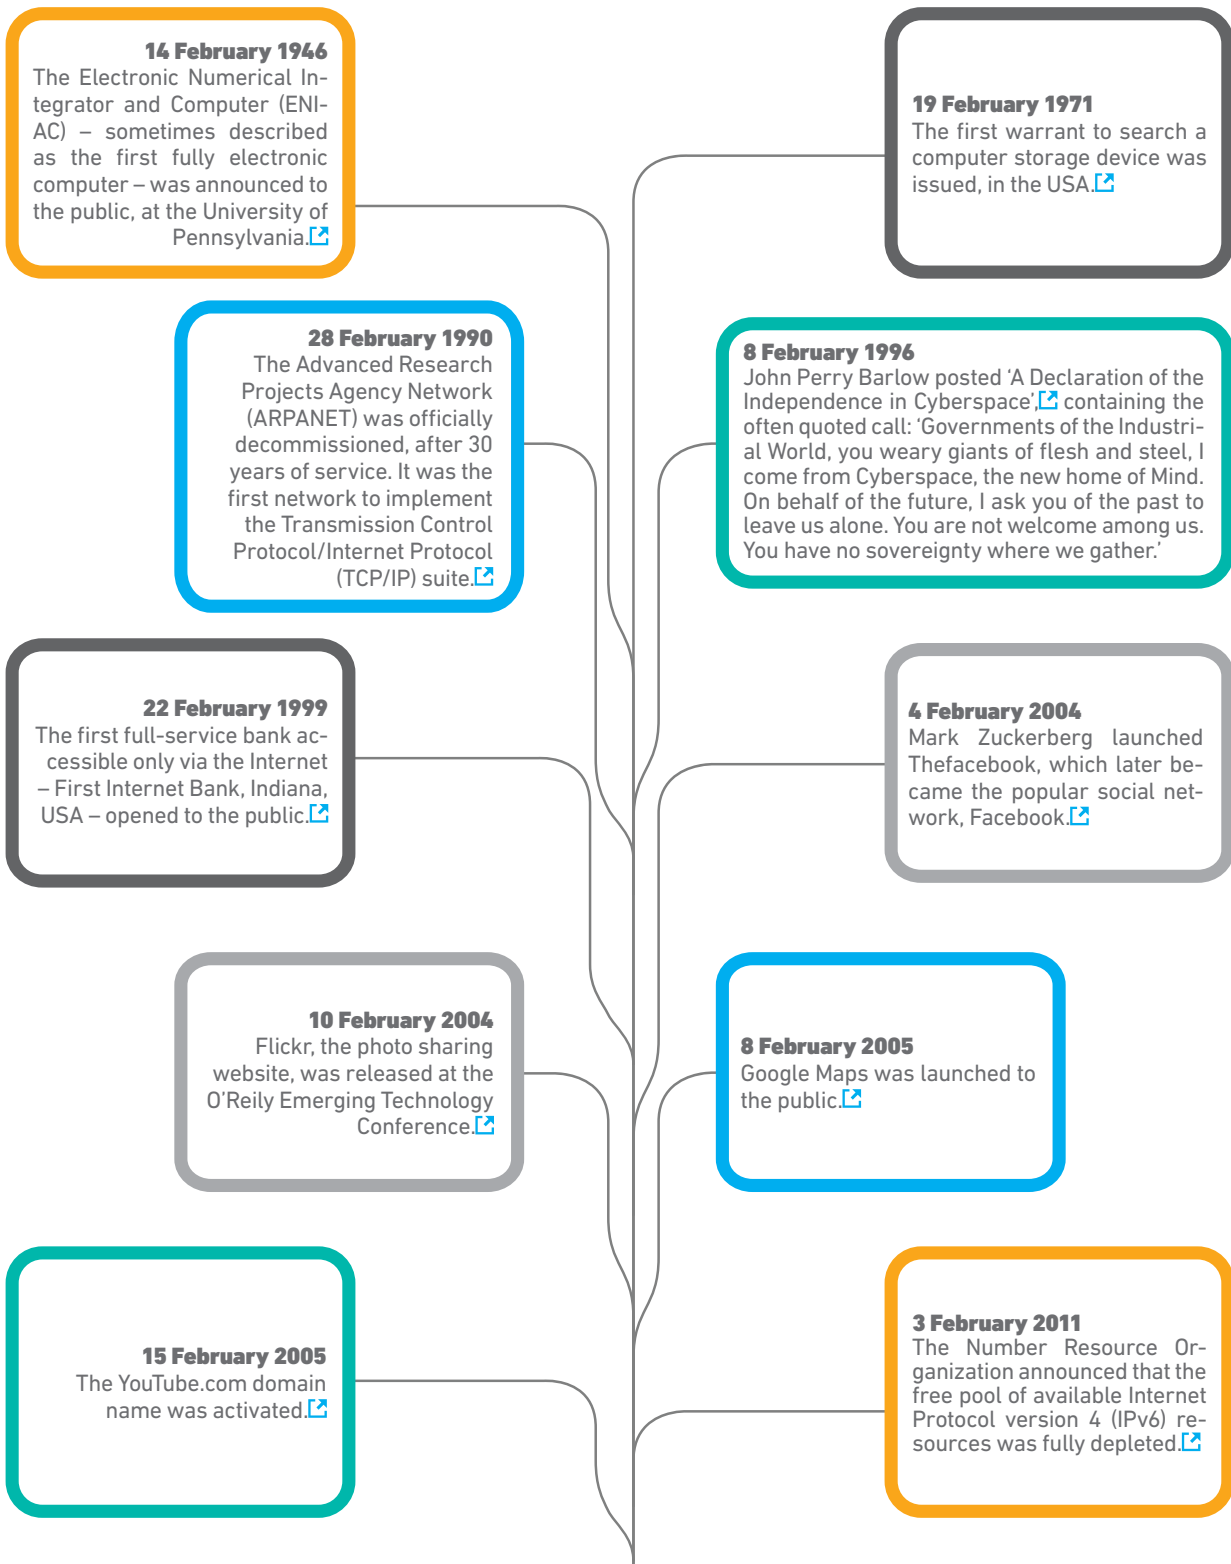 14 February 1946
The Electronic Numerical In-
tegrator and Computer (ENI-
AC) – sometimes described
as the first fully electronic
computer – was announced to
the public, at the University of
Pennsylvania.
19 February 1971
The first warrant to search a
computer storage device was
issued, in the USA.
28 February 1990
The Advanced Research
Projects Agency Network
(ARPANET) was officially
decommissioned, after 30
years of service. It was the
first network to implement
the Transmission Control
Protocol/Internet Protocol
(TCP/IP) suite.
8 February 1996
John Perry Barlow posted ‘A Declaration of the
Independence in Cyberspace’, containing the
often quoted call: ‘Governments of the Industri-
al World, you weary giants of flesh and steel, I
come from Cyberspace, the new home of Mind.
On behalf of the future, I ask you of the past to
leave us alone. You are not welcome among us.
You have no sovereignty where we gather.’
22 February 1999
The first full-service bank ac-
cessible only via the Internet
– First Internet Bank, Indiana,
USA – opened to the public.
4 February 2004
Mark Zuckerberg launched
Thefacebook, which later be-
came the popular social net-
work, Facebook.
10 February 2004
Flickr, the photo sharing
website, was released at the
O’Reily Emerging Technology
Conference.
8 February 2005
Google Maps was launched to
the public.
15 February 2005
The YouTube.com domain
name was activated.
3 February 2011
The Number Resource Or-
ganization announced that the
free pool of available Internet
Protocol version 4 (IPv6) re-
sources was fully depleted.